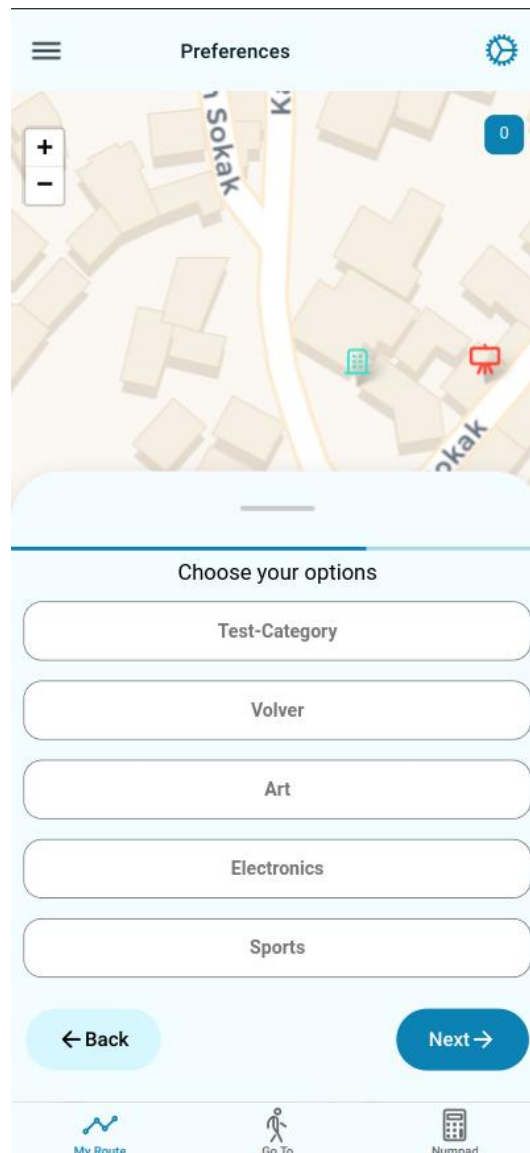 Preferences
n Sokak
K
+
0
−
okak
Choose your options
Test-Category
Volver
Art
Electronics
Sports
← Back
Next →
My Route
Go To
Numpad